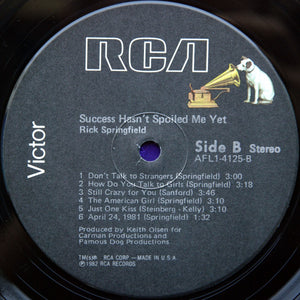 RCA
Victor
Success Hasn't Spoiled Me Yet
Rick Springfield
Side B Stereo
AFL1-4125-B
1 Don't Talk to Strangers (Springfield) 3:00
2 How Do You Talk to Girls (Springfield) 3:18
3 Still Crazy for You (Sanford) 3:46
4 The American Girl (Springfield) 3:12
5 Just One Kiss (Steinberg - Kelly) 3:10
6 April 24, 1981 (Springfield) 1:32
Produced by Keith Olsen for
Carman Productions and
Famous Dog Productions
TM(s)® RCA CORP—MADE IN U.S.A
℗1982 RCA RECORDS